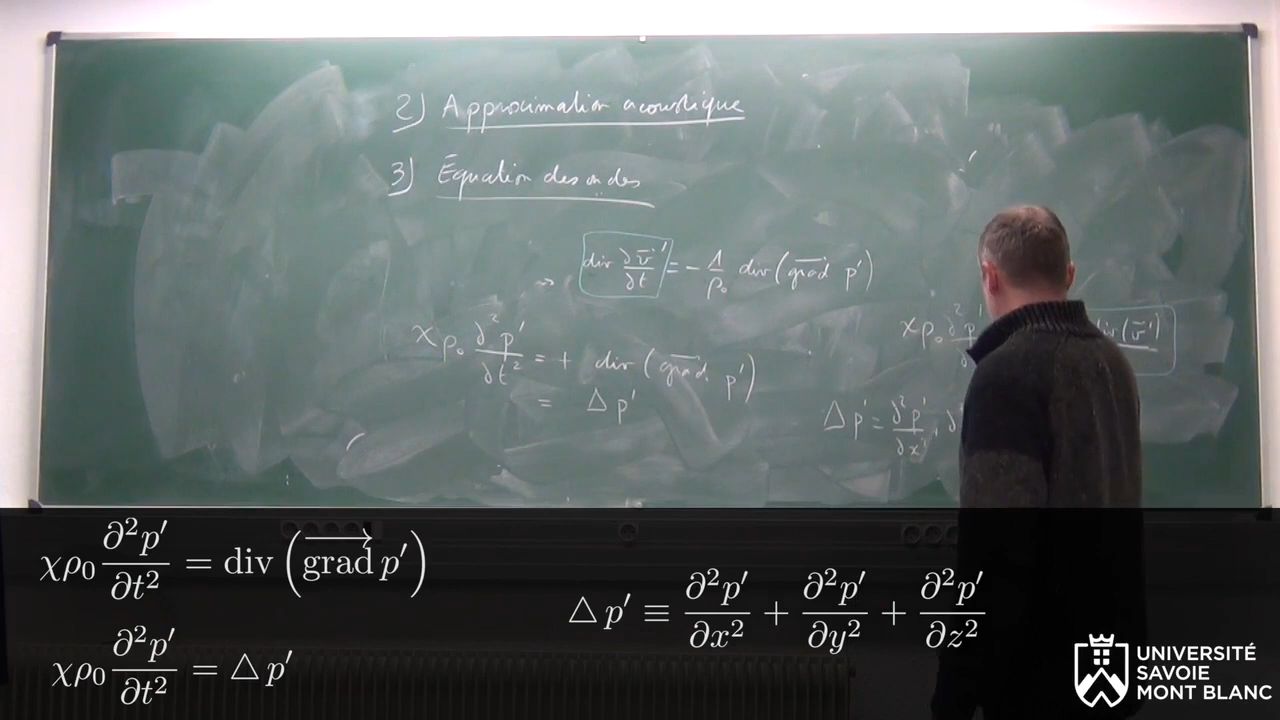 2) Approximation acoustique
3) Équation des ondes
→ div ∂v⃗'/∂t = - 1/ρ₀ div (grad⃗ p')
χ ρ₀ ∂²p'/∂t² = + div (grad⃗ p')
= Δ p'
χ ρ₀ ∂²p' div (v⃗')
Δ p' = ∂²p'/∂x² +
χρ₀ ∂²p'/∂t² = div (grad⃗ p')
χρ₀ ∂²p'/∂t² = △ p'
△ p' ≡ ∂²p'/∂x² + ∂²p'/∂y² + ∂²p'/∂z²
UNIVERSITÉ
SAVOIE
MONT BLANC